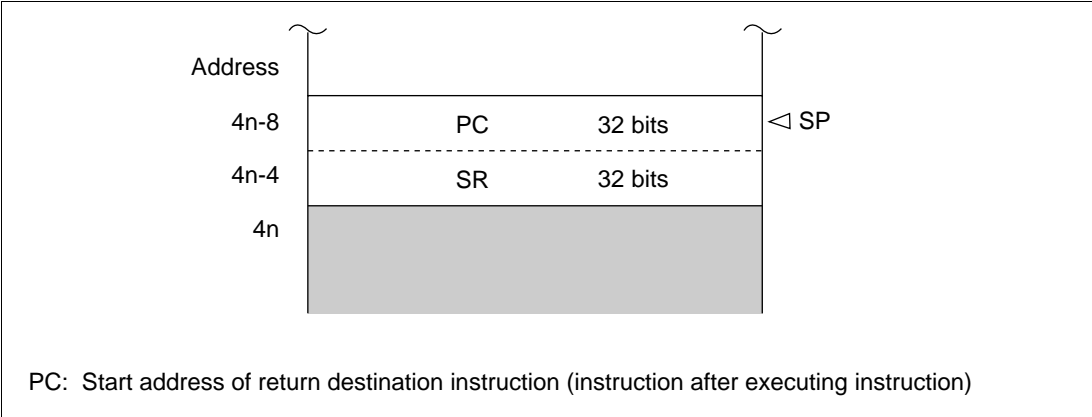 Address
4n-8 PC 32 bits ◁ SP
4n-4 SR 32 bits
4n
PC: Start address of return destination instruction (instruction after executing instruction)